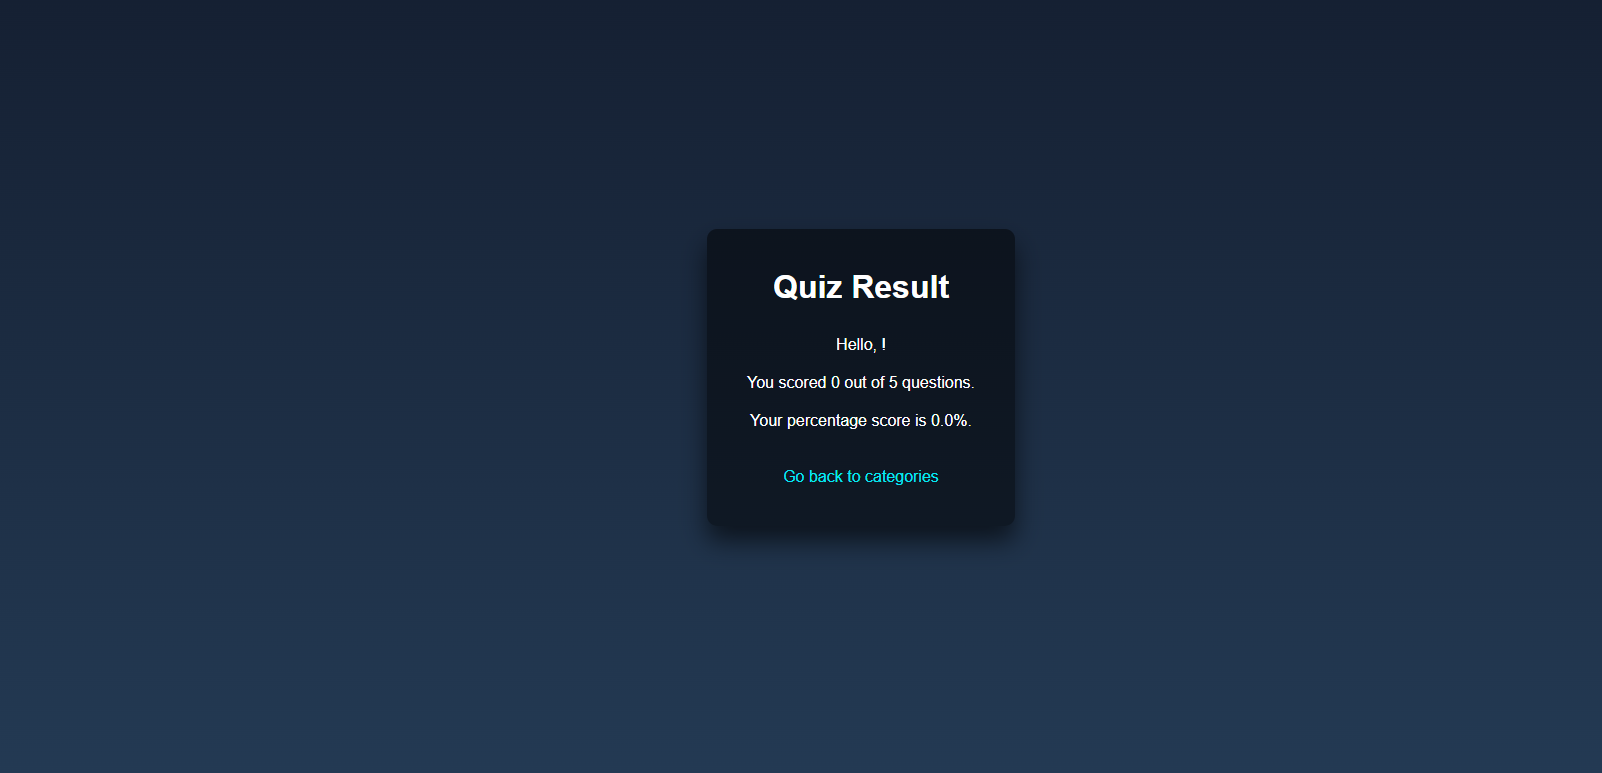 Quiz Result
Hello, !
You scored 0 out of 5 questions.
Your percentage score is 0.0%.
Go back to categories